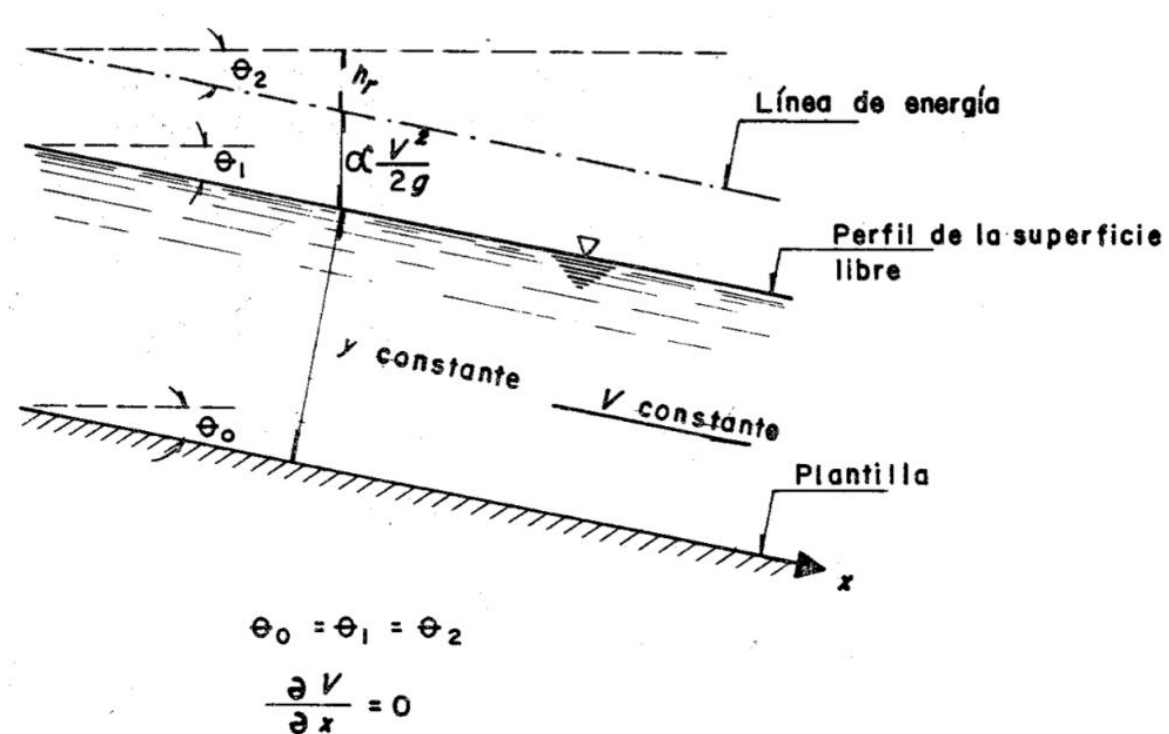 θ₂
hᵣ
Línea de energía
θ₁
∝ V²/2g
Perfil de la superficie
libre
y constante
V constante
θ₀
Plantilla
x
θ₀ = θ₁ = θ₂
∂V/∂x = 0